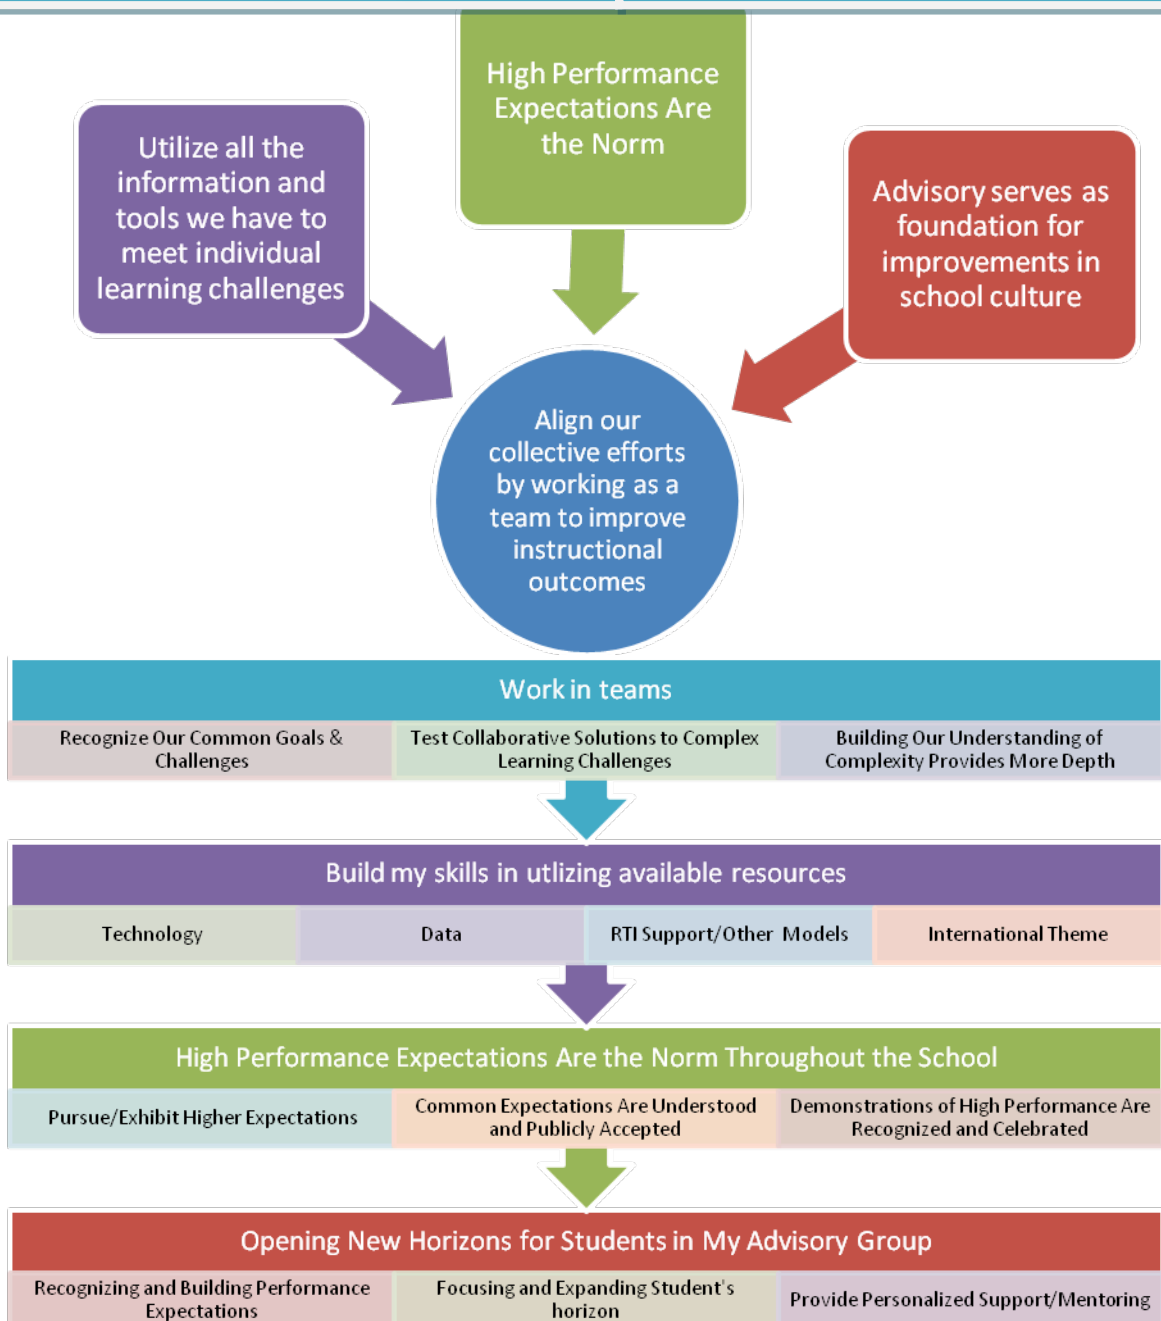 High Performance
Expectations Are
the Norm
Utilize all the
information and
tools we have to
meet individual
learning challenges
Advisory serves as
foundation for
improvements in
school culture
Align our
collective efforts
by working as a
team to improve
instructional
outcomes
Work in teams
Recognize Our Common Goals &
Challenges
Test Collaborative Solutions to Complex
Learning Challenges
Building Our Understanding of
Complexity Provides More Depth
Build my skills in utlizing available resources
Technology
Data
RTI Support/Other Models
International Theme
High Performance Expectations Are the Norm Throughout the School
Pursue/Exhibit Higher Expectations
Common Expectations Are Understood
and Publicly Accepted
Demonstrations of High Performance Are
Recognized and Celebrated
Opening New Horizons for Students in My Advisory Group
Recognizing and Building Performance
Expectations
Focusing and Expanding Student's
horizon
Provide Personalized Support/Mentoring